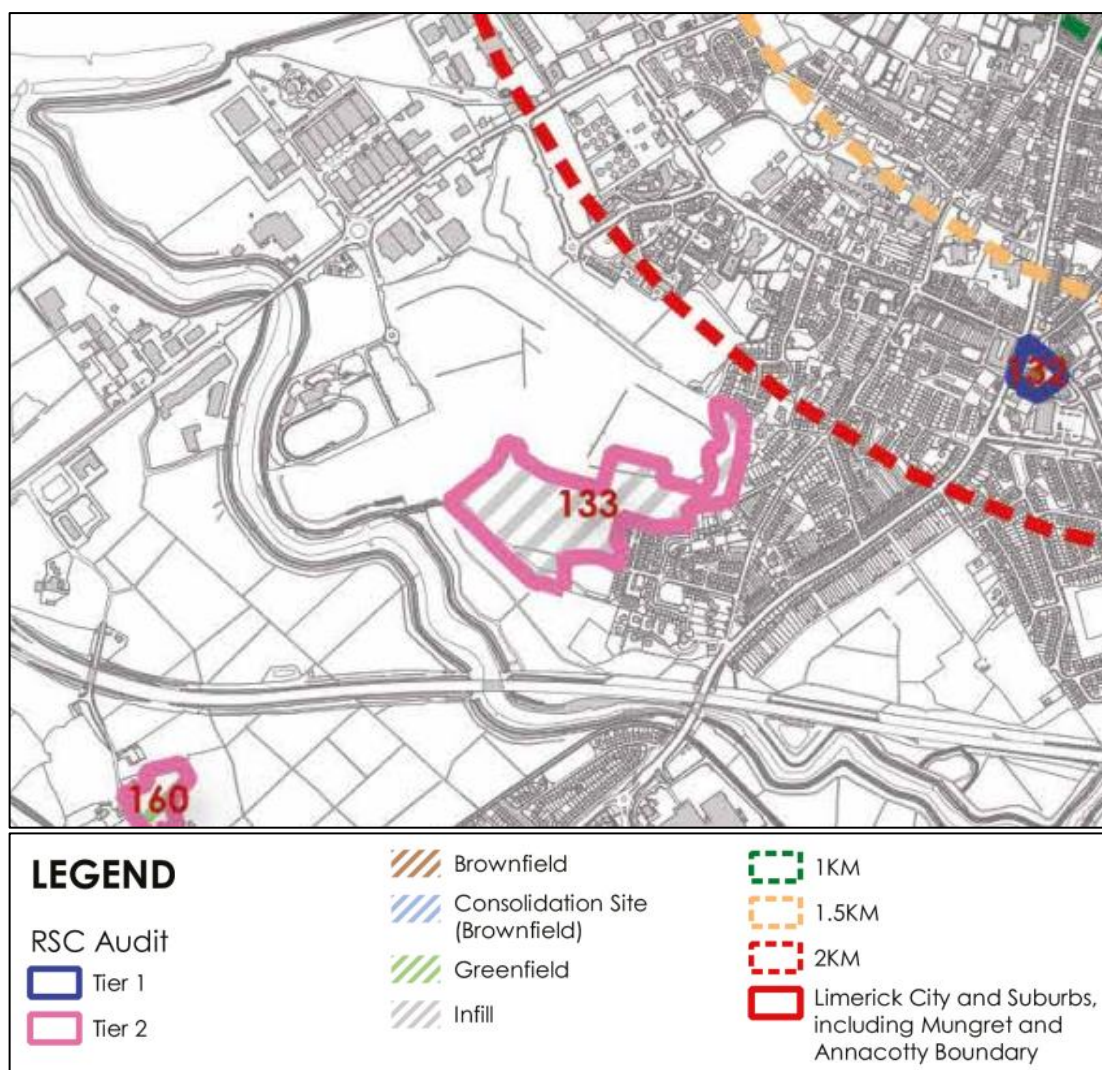 132
133
160
LEGEND
RSC Audit
Tier 1
Tier 2
Brownfield
Consolidation Site
(Brownfield)
Greenfield
Infill
1KM
1.5KM
2KM
Limerick City and Suburbs,
including Mungret and
Annacotty Boundary